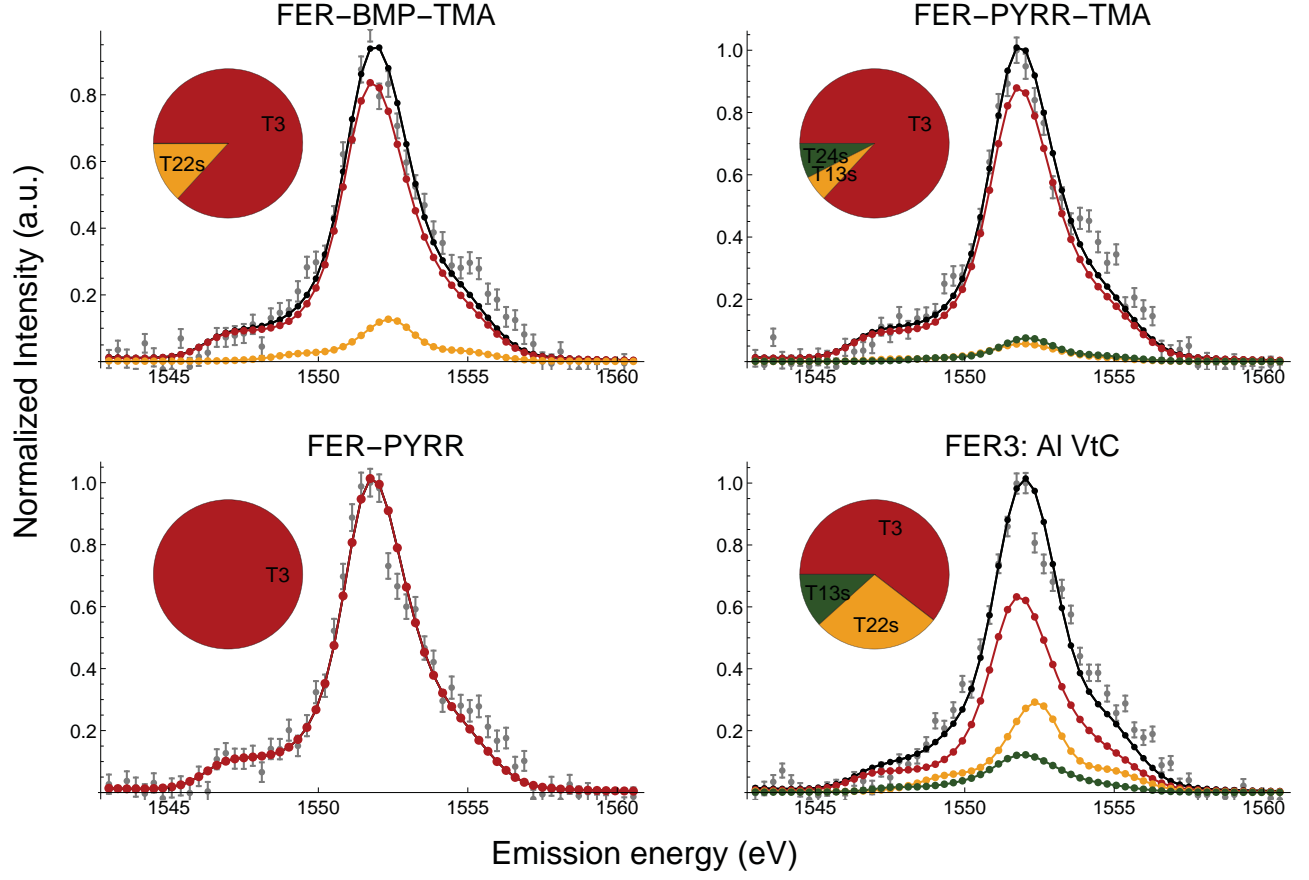 FER−BMP−TMA
FER−PYRR−TMA
Normalized Intensity (a.u.)
0.8
0.6
0.4
0.2
T3
T22s
1545 1550 1555 1560
1.0
0.8
0.6
0.4
0.2
T3
T24s
T13s
1545 1550 1555 1560
FER−PYRR
FER3: Al VtC
1.0
0.8
0.6
0.4
0.2
T3
1545 1550 1555 1560
1.0
0.8
0.6
0.4
0.2
T3
T13s
T22s
1545 1550 1555 1560
Emission energy (eV)